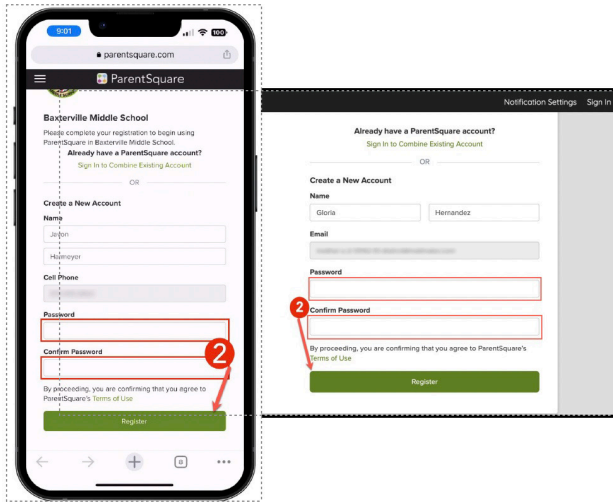 9:01
100
parentsquare.com
ParentSquare
Baxterville Middle School
Please complete your registration to begin using
ParentSquare in Baxterville Middle School.
Already have a ParentSquare account?
Sign In to Combine Existing Account
OR
Create a New Account
Name
Jason
Cell Phone
Password
Confirm Password
2
By proceeding, you are confirming that you agree to
ParentSquare's Terms of Use
Register
8
Notification Settings Sign In
Already have a ParentSquare account?
Sign In to Combine Existing Account
OR
Create a New Account
Name
Gloria Hernandez
Email
Password
2
Confirm Password
By proceeding, you are confirming that you agree to ParentSquare's
Terms of Use
Register